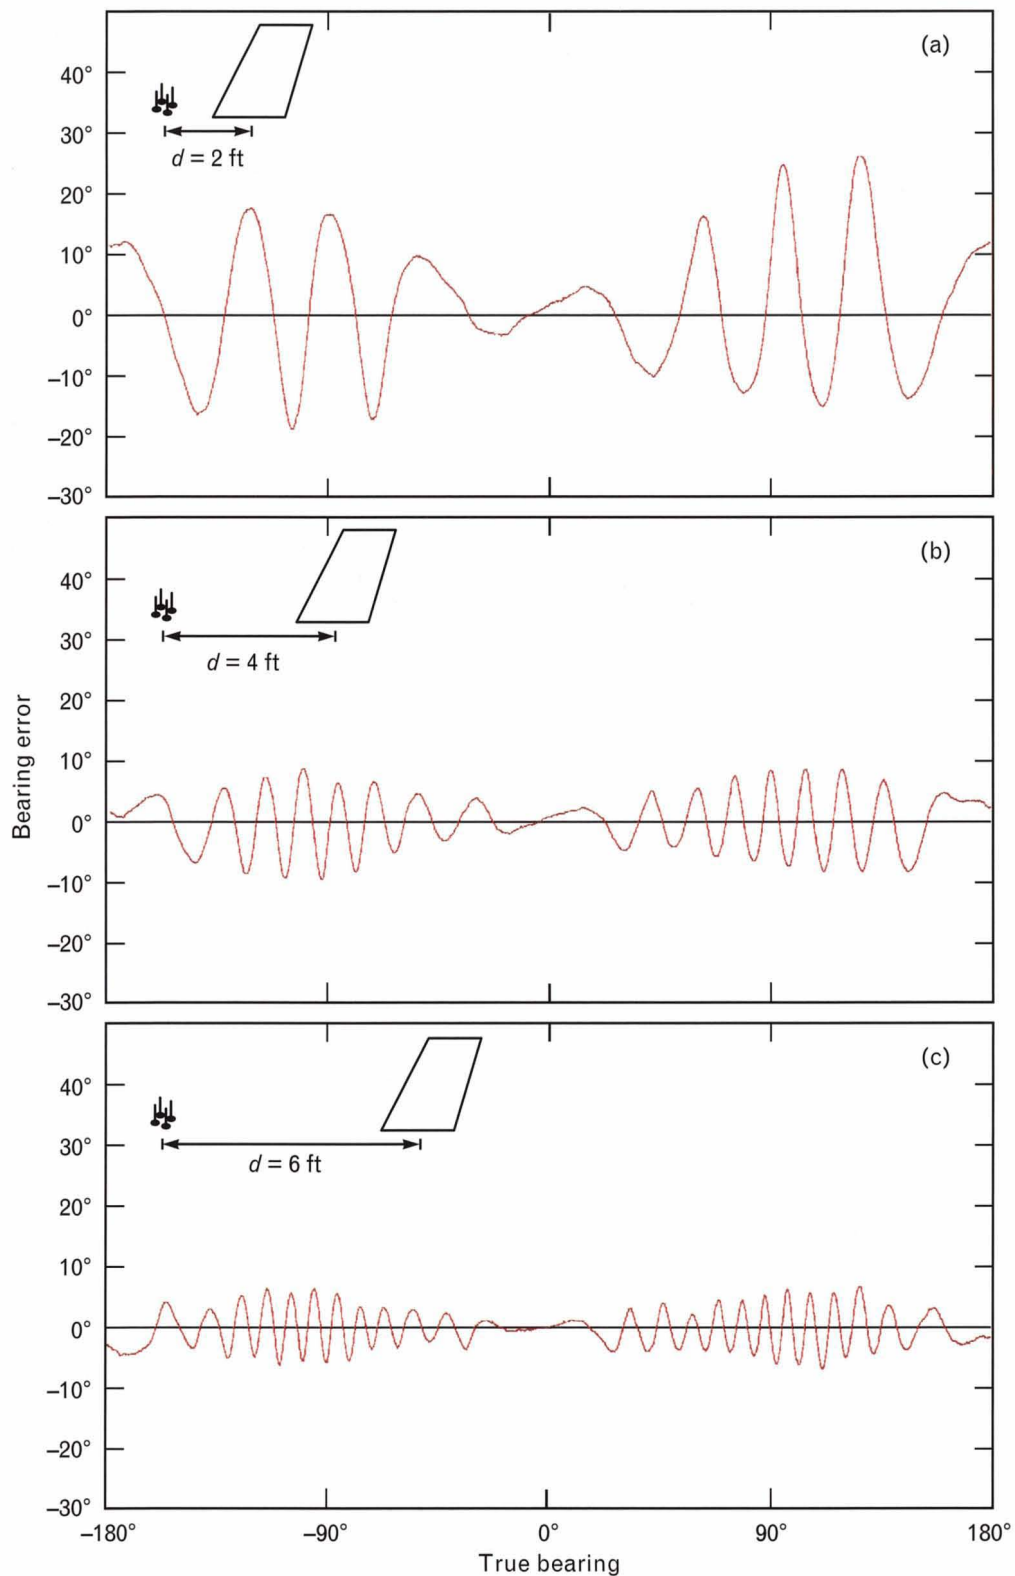 (a)
40°
30°
20°
10°
0°
–10°
–20°
–30°
d = 2 ft
(b)
40°
30°
20°
10°
0°
–10°
–20°
–30°
d = 4 ft
Bearing error
(c)
40°
30°
20°
10°
0°
–10°
–20°
–30°
d = 6 ft
–180° –90° 0° 90° 180°
True bearing